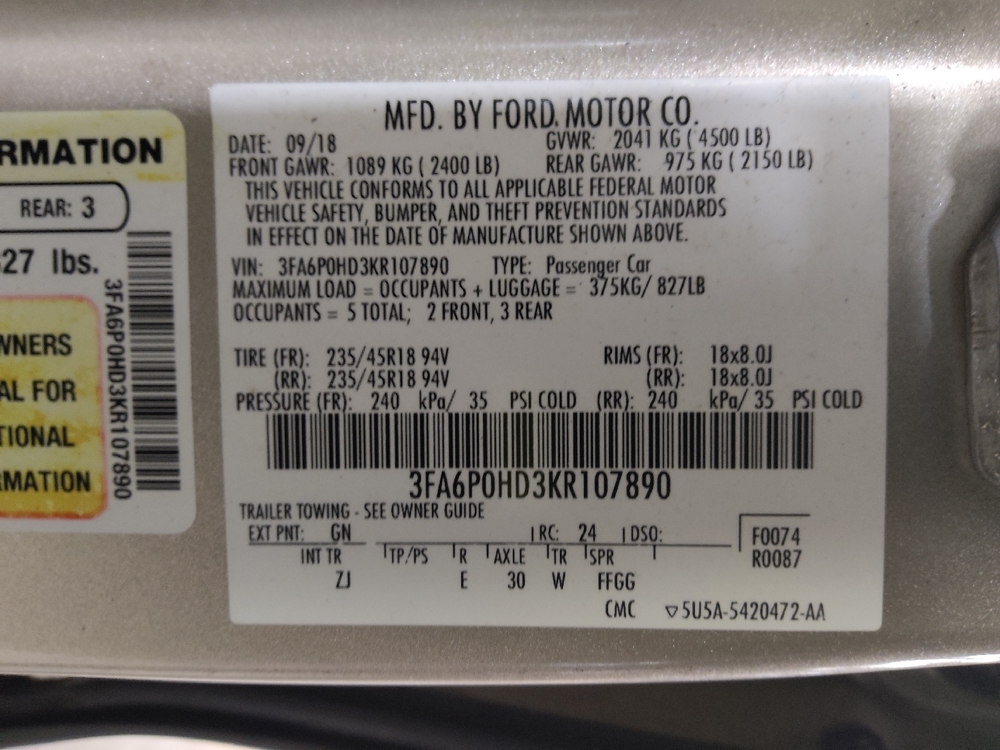 RMATION
REAR: 3
27 lbs.
3FA6P0HD3KR107890
WNERS
AL FOR
TIONAL
RMATION
MFD. BY FORD MOTOR CO.
DATE: 09/18 GVWR: 2041 KG ( 4500 LB)
FRONT GAWR: 1089 KG ( 2400 LB) REAR GAWR: 975 KG ( 2150 LB)
THIS VEHICLE CONFORMS TO ALL APPLICABLE FEDERAL MOTOR
VEHICLE SAFETY, BUMPER, AND THEFT PREVENTION STANDARDS
IN EFFECT ON THE DATE OF MANUFACTURE SHOWN ABOVE.
VIN: 3FA6P0HD3KR107890 TYPE: Passenger Car
MAXIMUM LOAD = OCCUPANTS + LUGGAGE = 375KG/ 827LB
OCCUPANTS = 5 TOTAL; 2 FRONT, 3 REAR
TIRE (FR): 235/45R18 94V RIMS (FR): 18x8.0J
(RR): 235/45R18 94V (RR): 18x8.0J
PRESSURE (FR): 240 kPa/ 35 PSI COLD (RR): 240 kPa/ 35 PSI COLD
3FA6P0HD3KR107890
TRAILER TOWING - SEE OWNER GUIDE
EXT PNT: GN RC: 24 DSO: F0074
INT TR TP/PS R AXLE TR SPR R0087
ZJ E 30 W FFGG
CMC ▽5U5A-5420472-AA